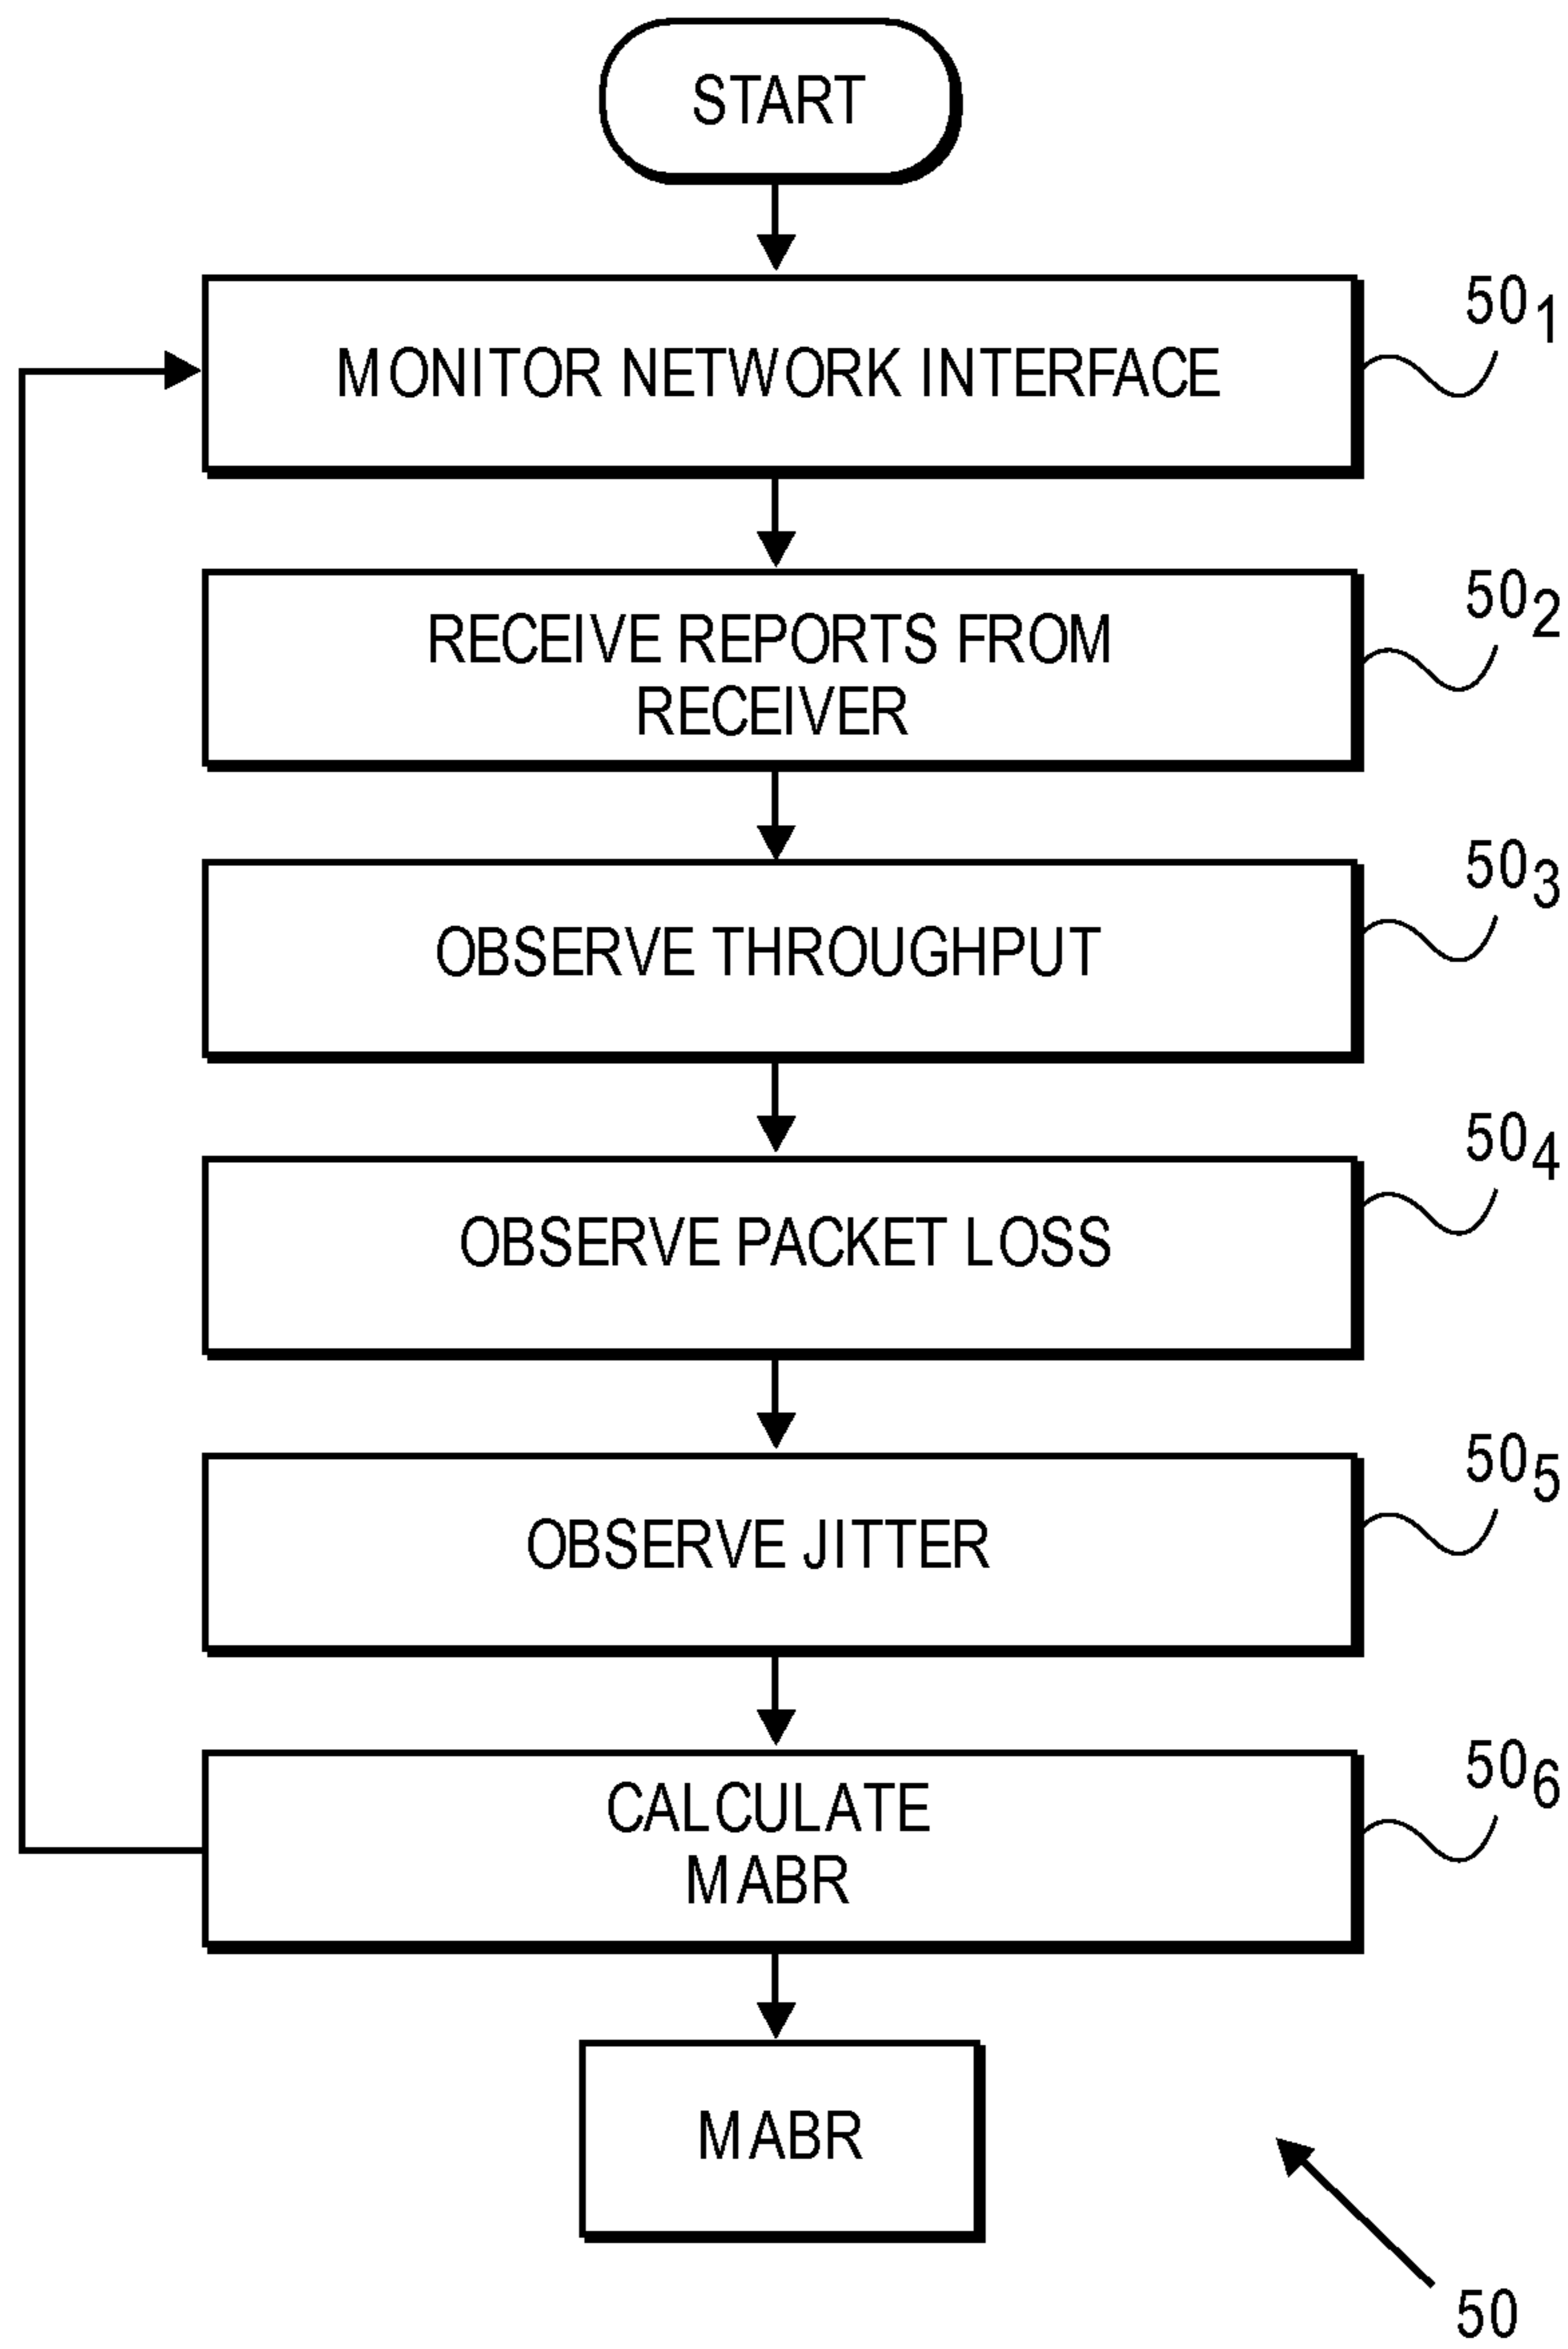 START
MONITOR NETWORK INTERFACE
50₁
RECEIVE REPORTS FROM
RECEIVER
50₂
OBSERVE THROUGHPUT
50₃
OBSERVE PACKET LOSS
50₄
OBSERVE JITTER
50₅
CALCULATE
MABR
50₆
MABR
50